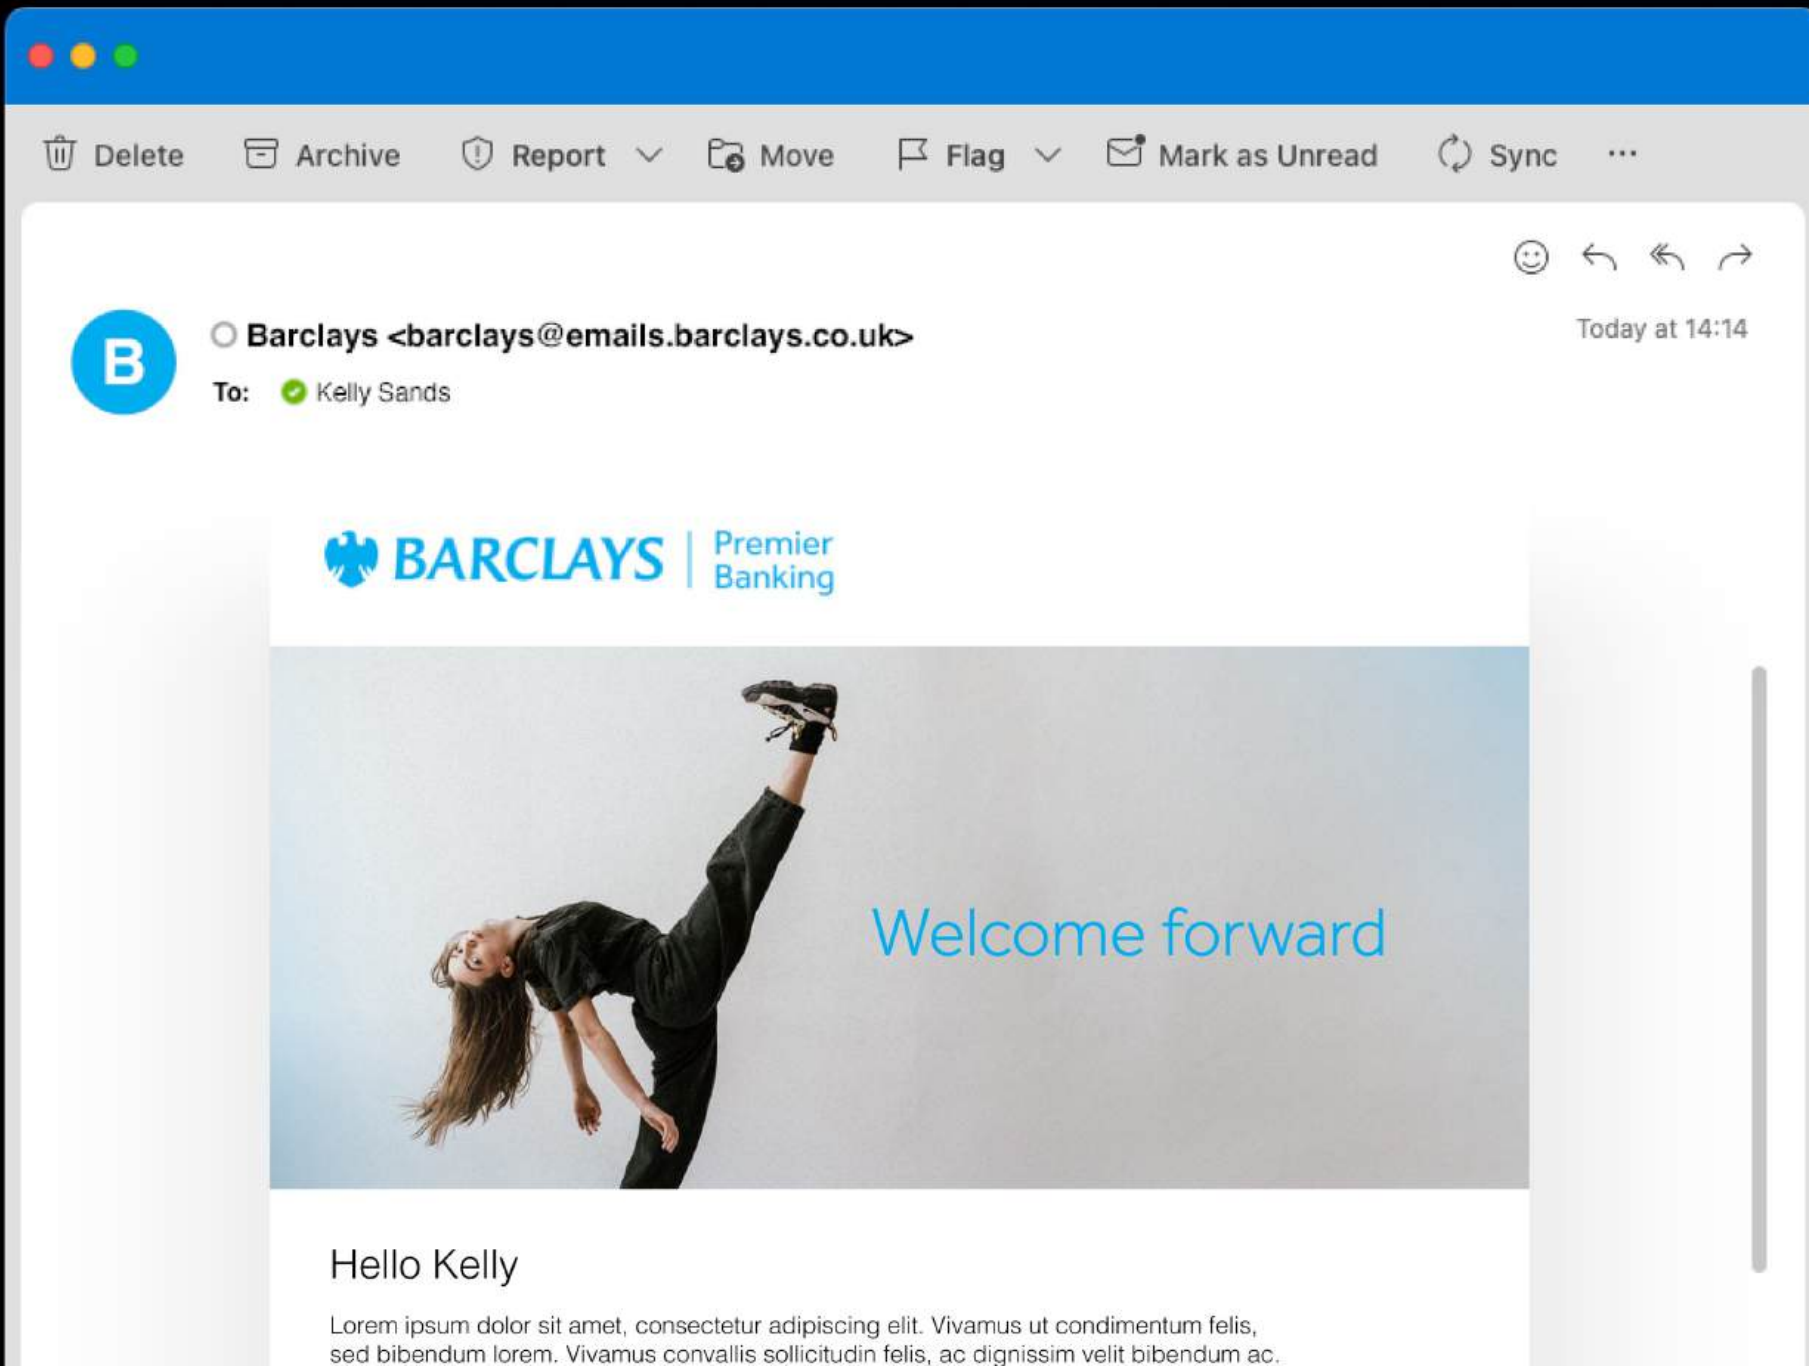 Delete Archive Report Move Flag Mark as Unread Sync ...
B
Barclays <barclays@emails.barclays.co.uk>
Today at 14:14
To: Kelly Sands
BARCLAYS | Premier
Banking
Welcome forward
Hello Kelly
Lorem ipsum dolor sit amet, consectetur adipiscing elit. Vivamus ut condimentum felis,
sed bibendum lorem. Vivamus convallis sollicitudin felis, ac dignissim velit bibendum ac.